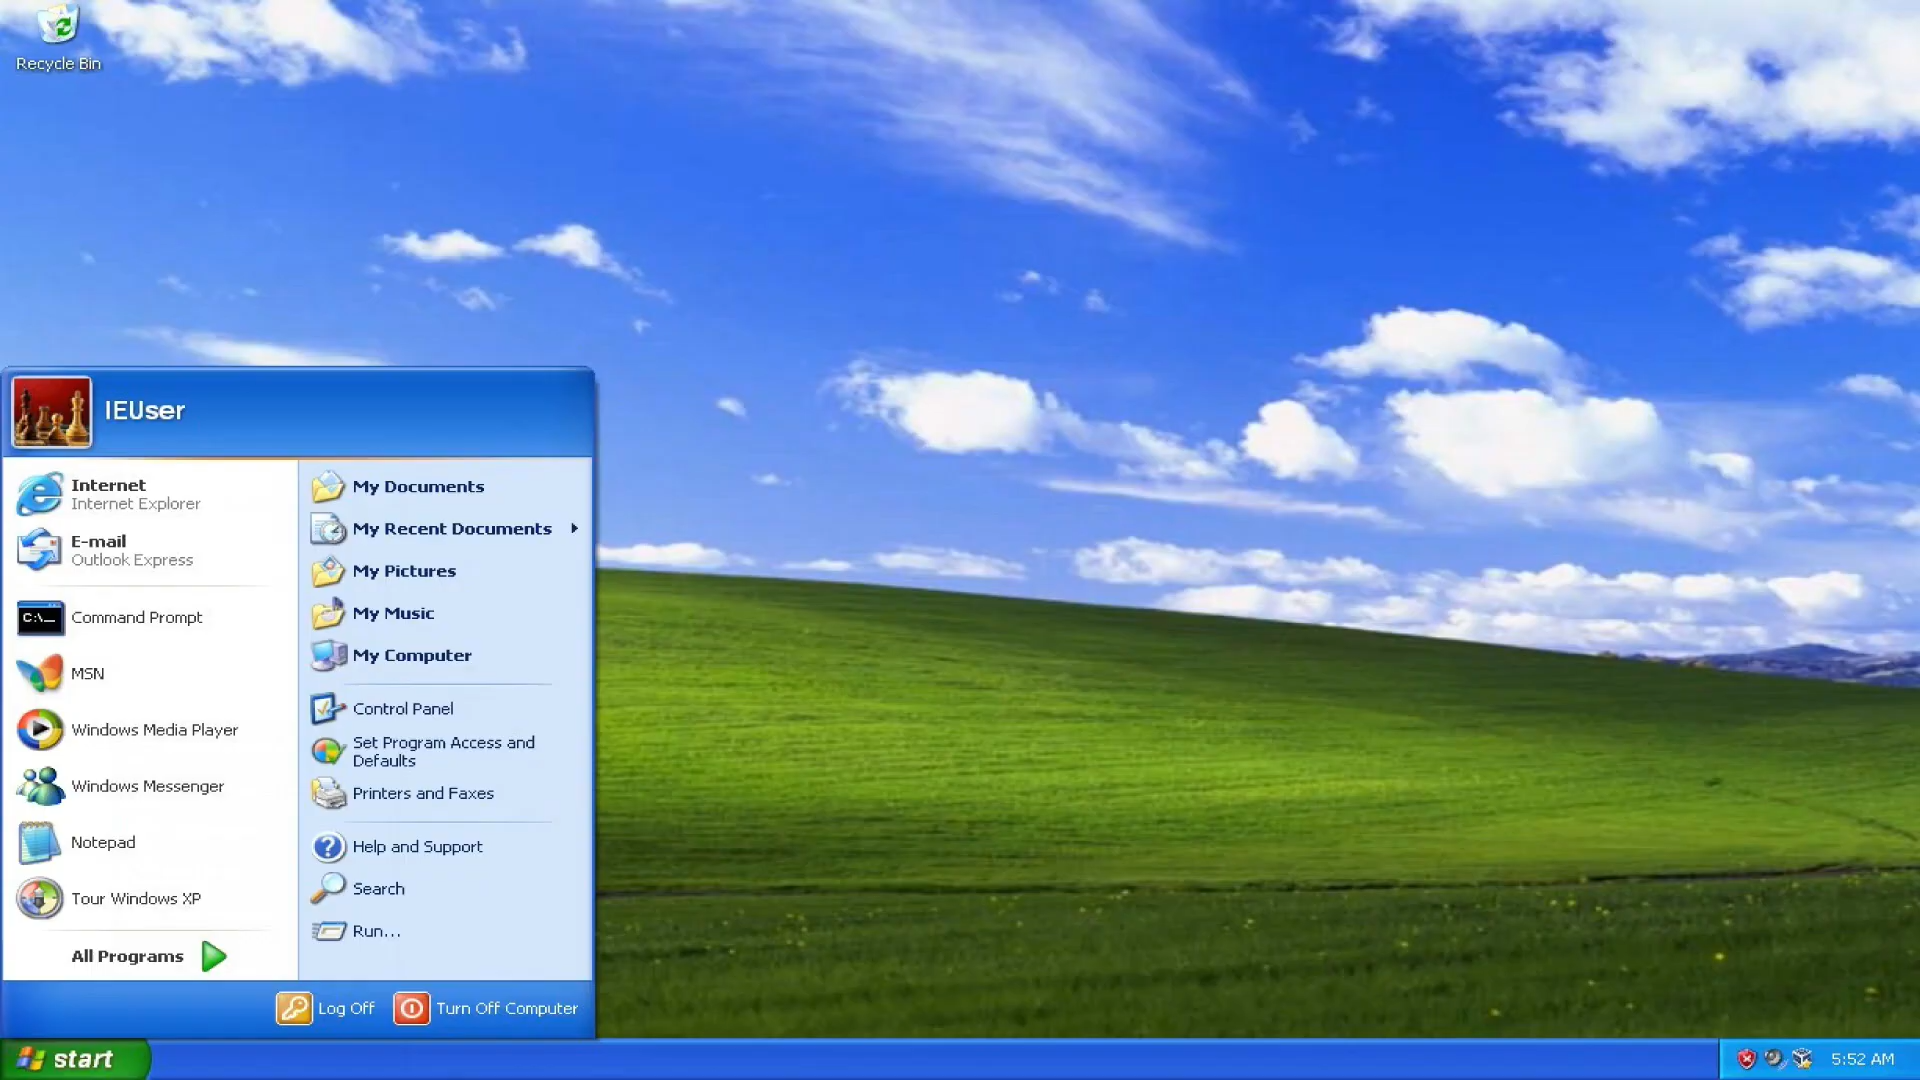 Recycle Bin
IEUser
Internet
Internet Explorer
E-mail
Outlook Express
Command Prompt
MSN
Windows Media Player
Windows Messenger
Notepad
Tour Windows XP
All Programs
My Documents
My Recent Documents
My Pictures
My Music
My Computer
Control Panel
Set Program Access and
Defaults
Printers and Faxes
Help and Support
Search
Run...
Log Off
Turn Off Computer
start
5:52 AM